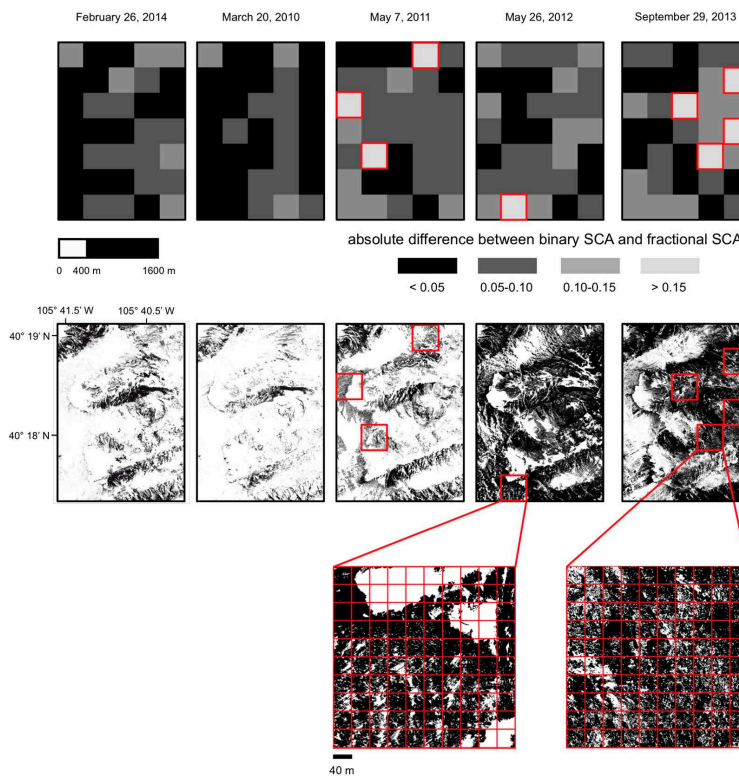 February 26, 2014 March 20, 2010 May 7, 2011 May 26, 2012 September 29, 2013
absolute difference between binary SCA and fractional SCA
0 400 m 1600 m
< 0.05 0.05-0.10 0.10-0.15 > 0.15
105° 41.5' W 105° 40.5' W
40° 19' N
40° 18' N
40 m